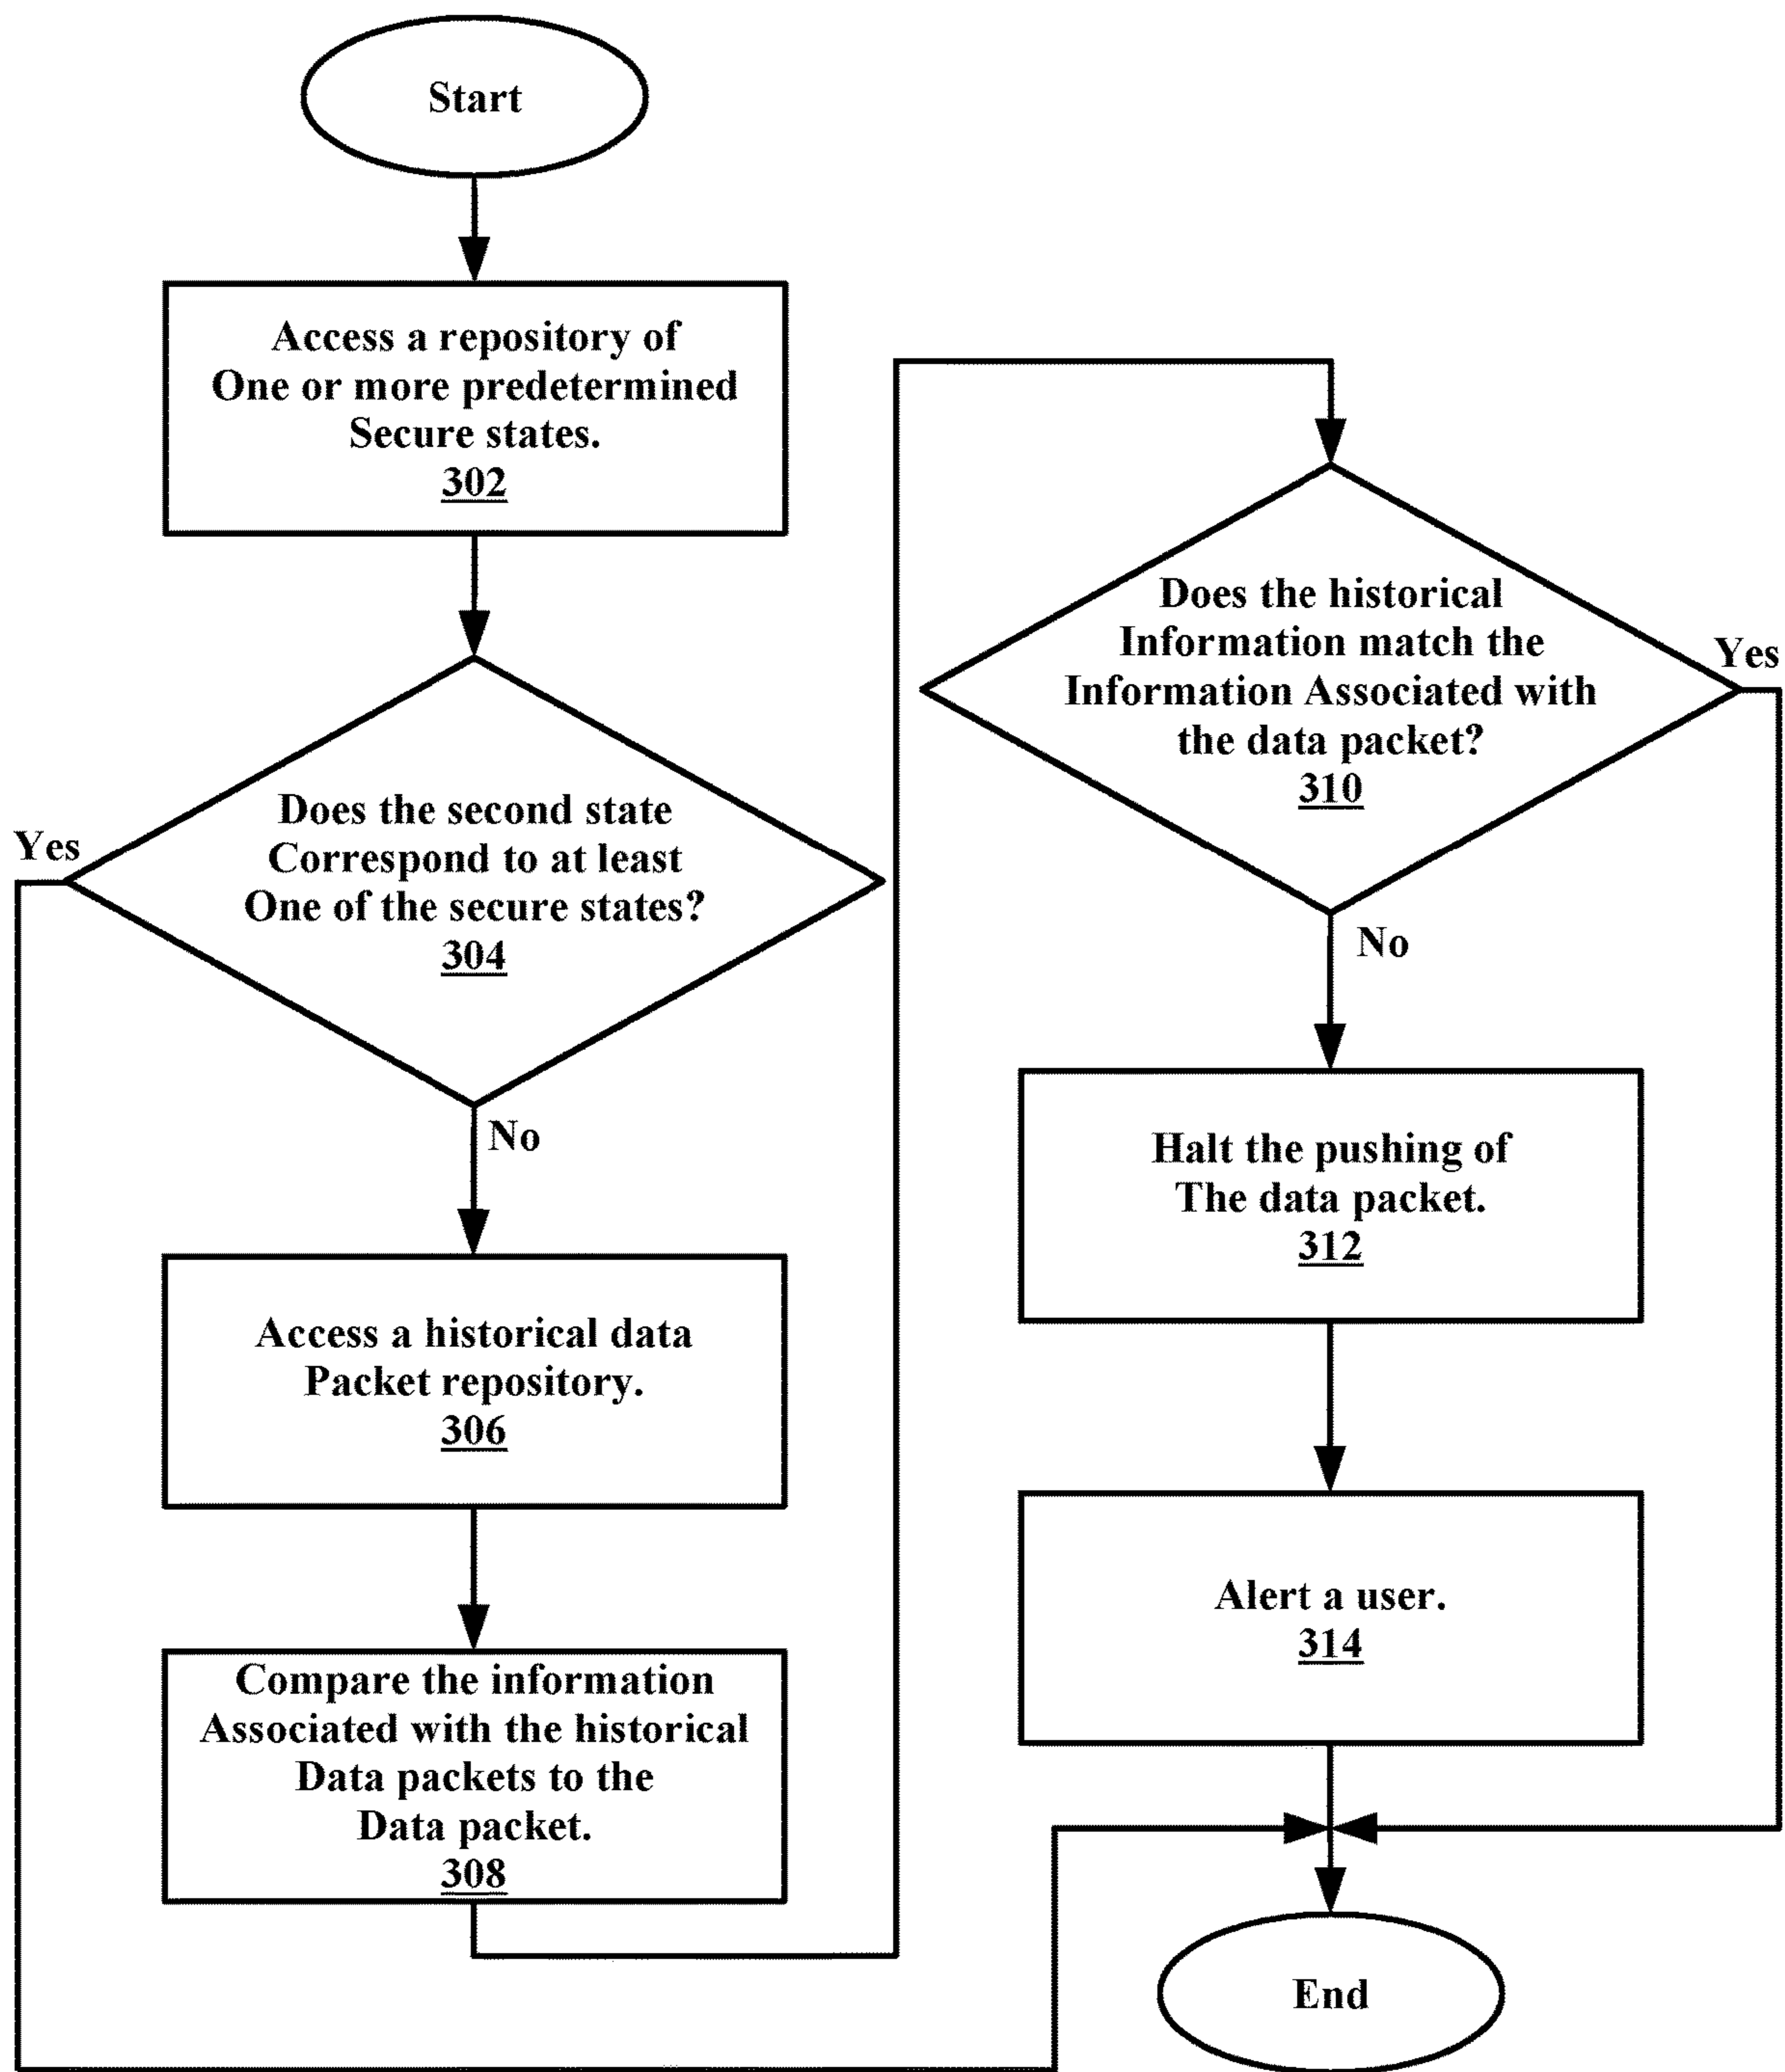 Start
Access a repository of
One or more predetermined
Secure states.
302
Does the second state
Correspond to at least
One of the secure states?
304
Yes
No
Access a historical data
Packet repository.
306
Compare the information
Associated with the historical
Data packets to the
Data packet.
308
Does the historical
Information match the
Information Associated with
the data packet?
310
Yes
No
Halt the pushing of
The data packet.
312
Alert a user.
314
End